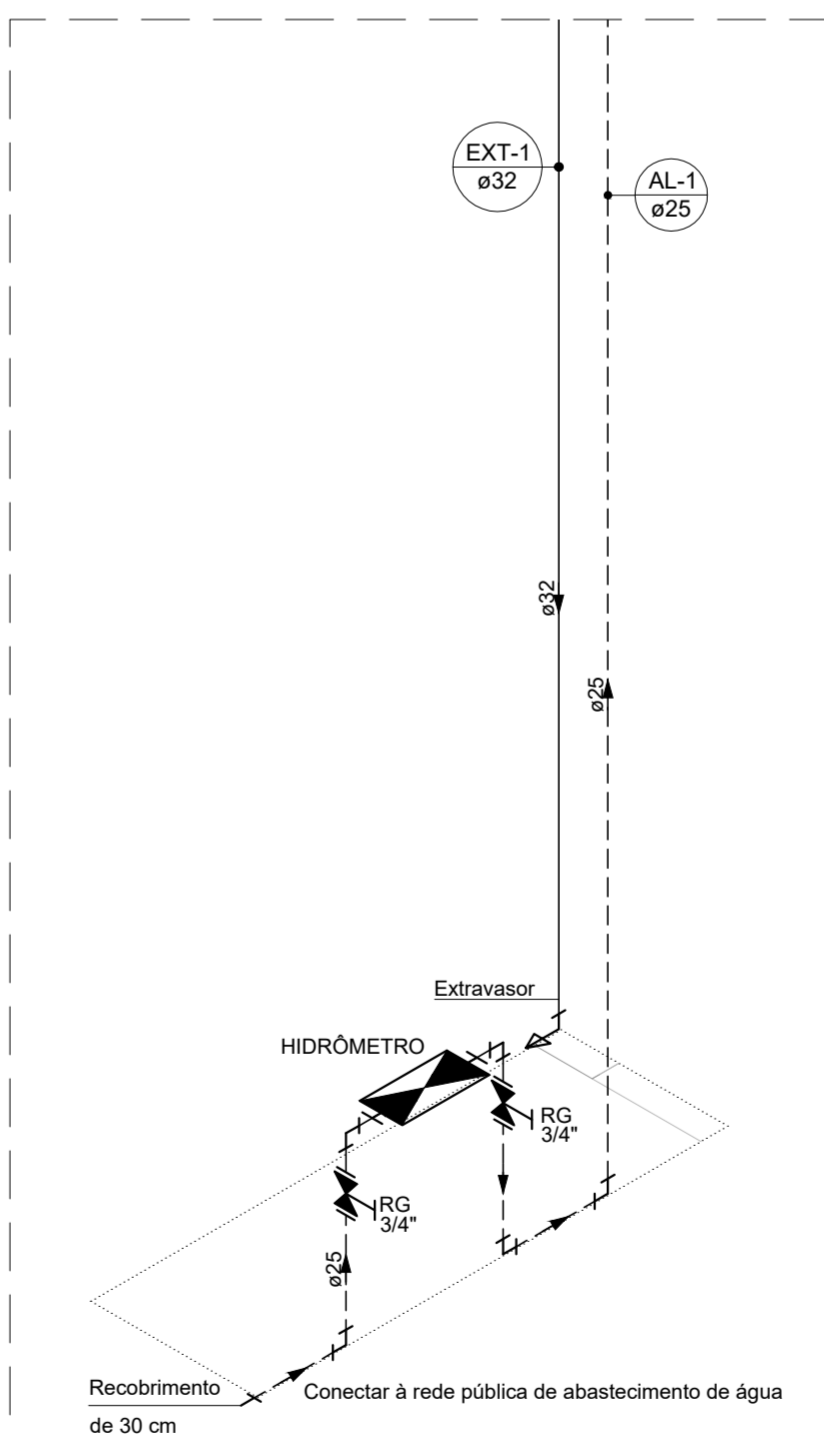 EXT-1
ø32
AL-1
ø25
ø32
ø25
Extravasor
HIDRÔMETRO
RG
3/4"
RG
3/4"
ø25
Recobrimento
de 30 cm
Conectar à rede pública de abastecimento de água